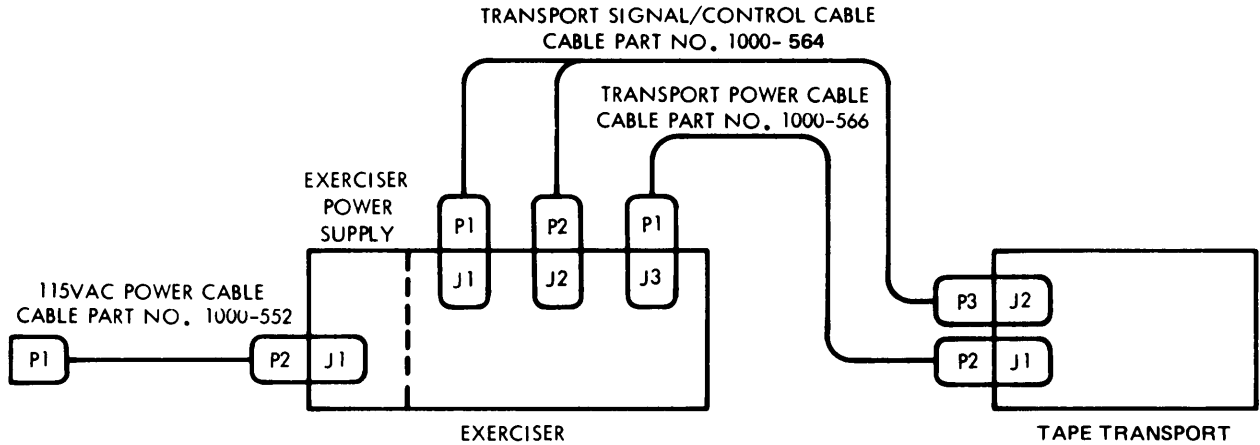 TRANSPORT SIGNAL/CONTROL CABLE
CABLE PART NO. 1000-564
TRANSPORT POWER CABLE
CABLE PART NO. 1000-566
EXERCISER
POWER
SUPPLY
P1
P2
P1
J1
J2
J3
115VAC POWER CABLE
CABLE PART NO. 1000-552
P3
J2
P1
P2
J1
P2
J1
EXERCISER
TAPE TRANSPORT